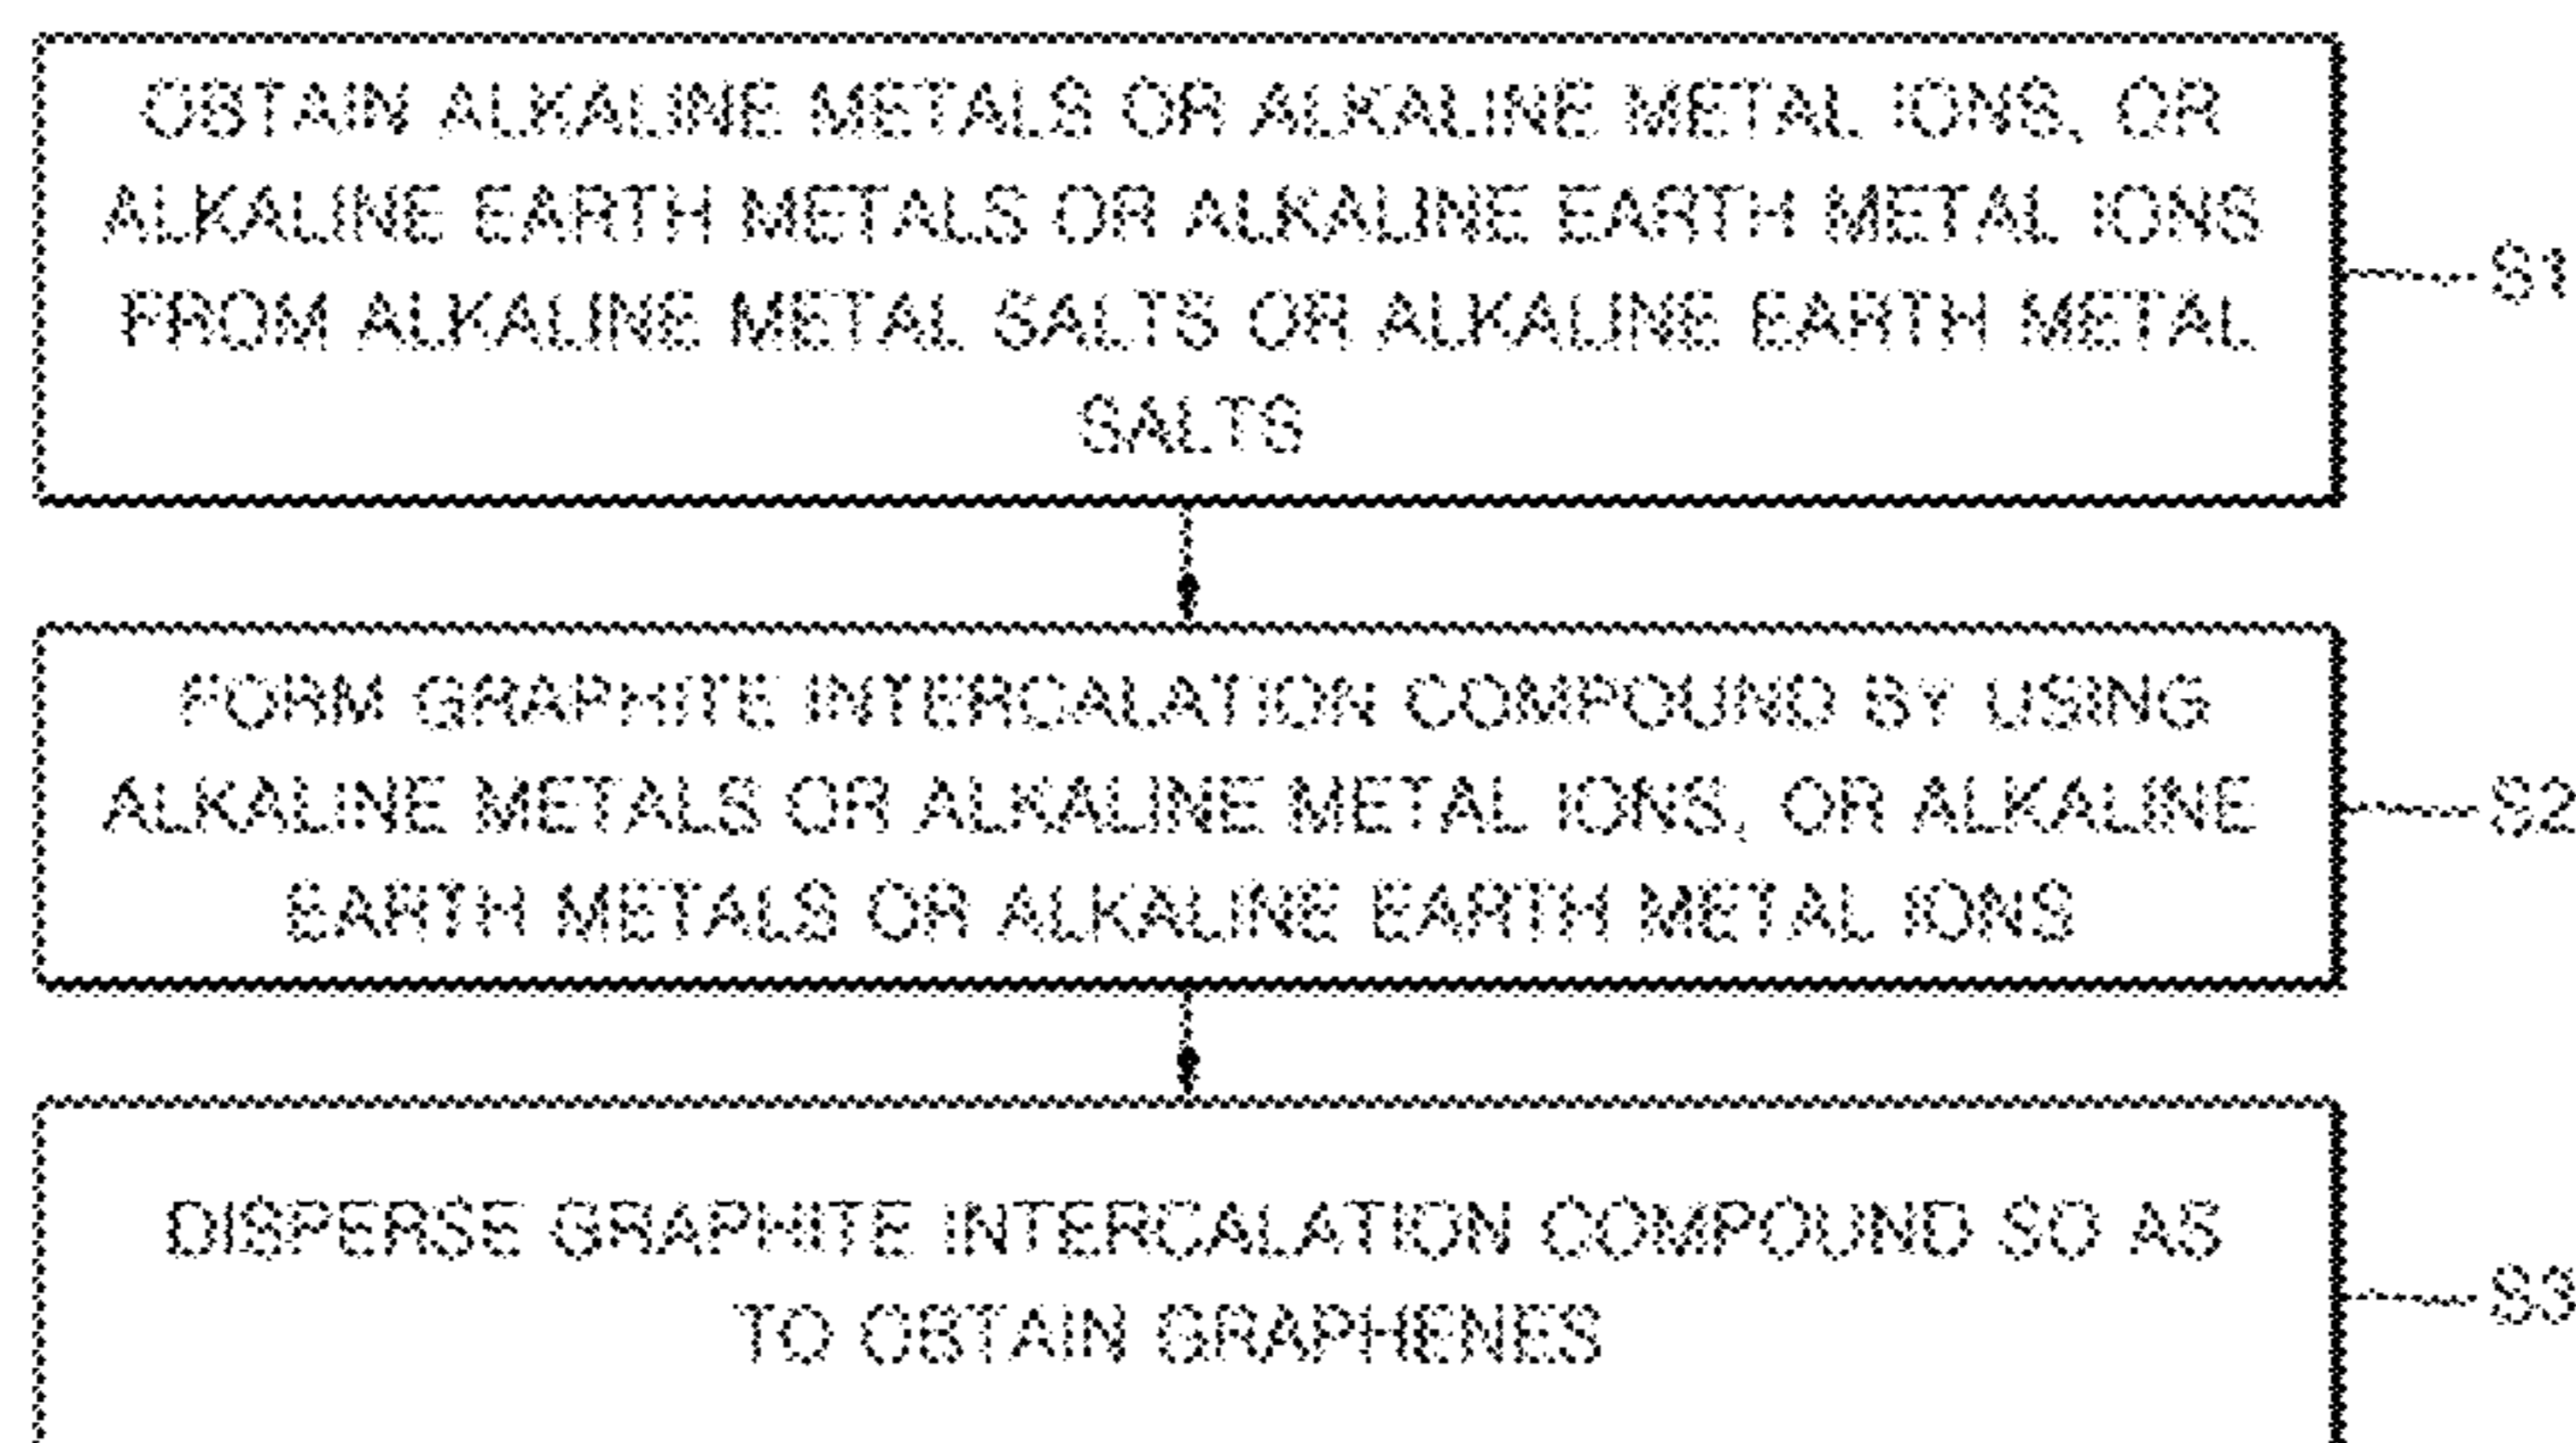 OBTAIN ALKALINE METALS OR ALKALINE METAL IONS, OR
ALKALINE EARTH METALS OR ALKALINE EARTH METAL IONS
FROM ALKALINE METAL SALTS OR ALKALINE EARTH METAL
SALTS
S1
FORM GRAPHITE INTERCALATION COMPOUND BY USING
ALKALINE METALS OR ALKALINE METAL IONS, OR ALKALINE
EARTH METALS OR ALKALINE EARTH METAL IONS
S2
DISPERSE GRAPHITE INTERCALATION COMPOUND SO AS
TO OBTAIN GRAPHENES
S3